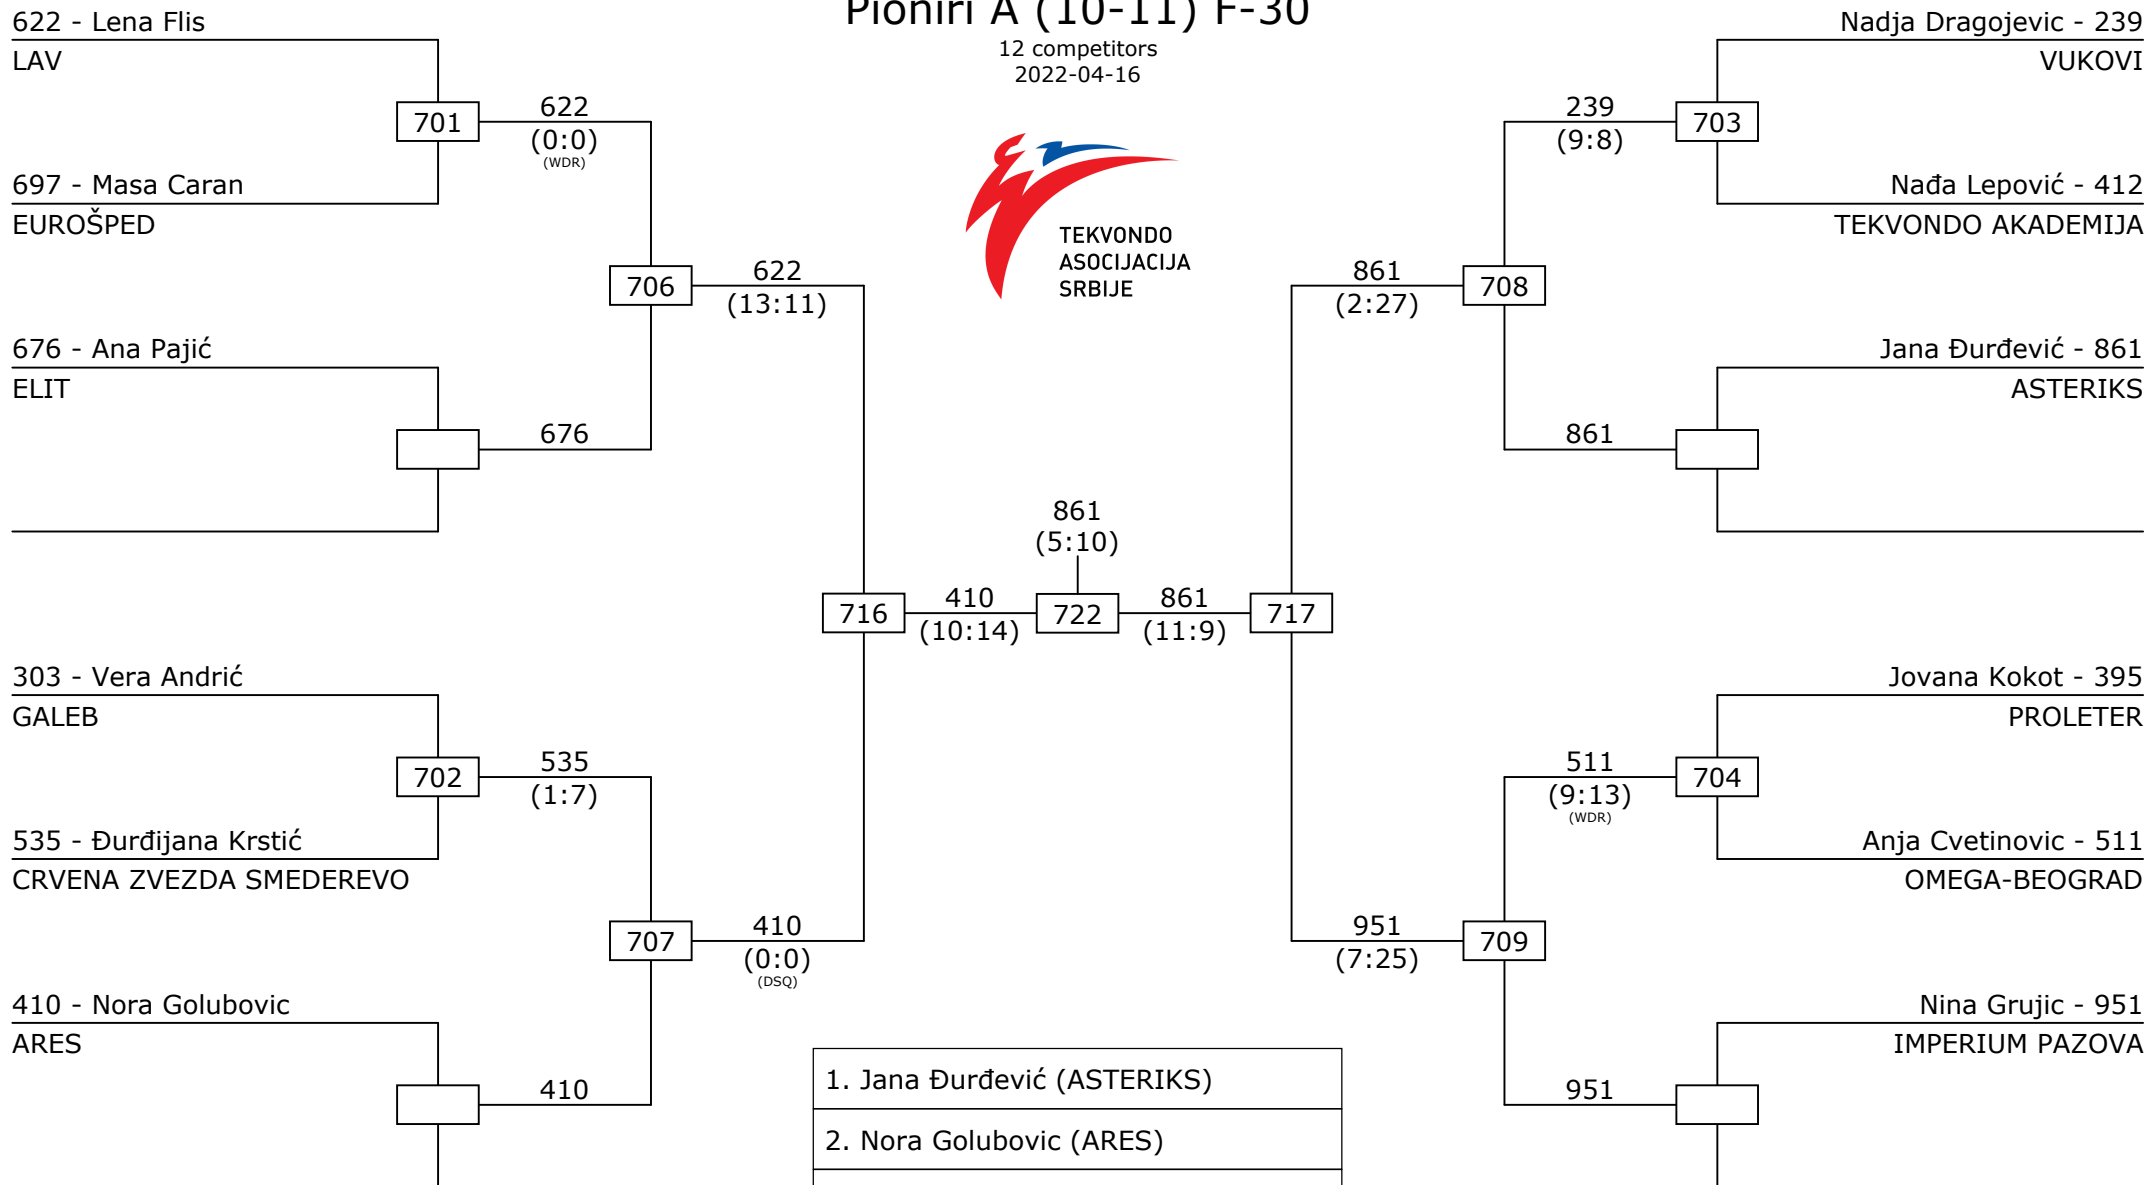 Pioniri A (10-11) F-30
12 competitors
2022-04-16
TEKVONDO
ASOCIJACIJA
SRBIJE
622 - Lena Flis
LAV
701
622
(0:0)
(WDR)
697 - Masa Caran
EUROŠPED
706
622
(13:11)
676 - Ana Pajić
ELIT
676
303 - Vera Andrić
GALEB
702
535
(1:7)
535 - Đurđijana Krstić
CRVENA ZVEZDA SMEDEREVO
707
410
(0:0)
(DSQ)
410 - Nora Golubovic
ARES
410
716
410
(10:14)
861
(5:10)
722
861
(11:9)
717
Nadja Dragojevic - 239
VUKOVI
239
(9:8)
703
Nađa Lepović - 412
TEKVONDO AKADEMIJA
861
(2:27)
708
Jana Đurđević - 861
ASTERIKS
861
Jovana Kokot - 395
PROLETER
511
(9:13)
(WDR)
704
Anja Cvetinovic - 511
OMEGA-BEOGRAD
951
(7:25)
709
Nina Grujic - 951
IMPERIUM PAZOVA
951
1. Jana Đurđević (ASTERIKS)
2. Nora Golubovic (ARES)